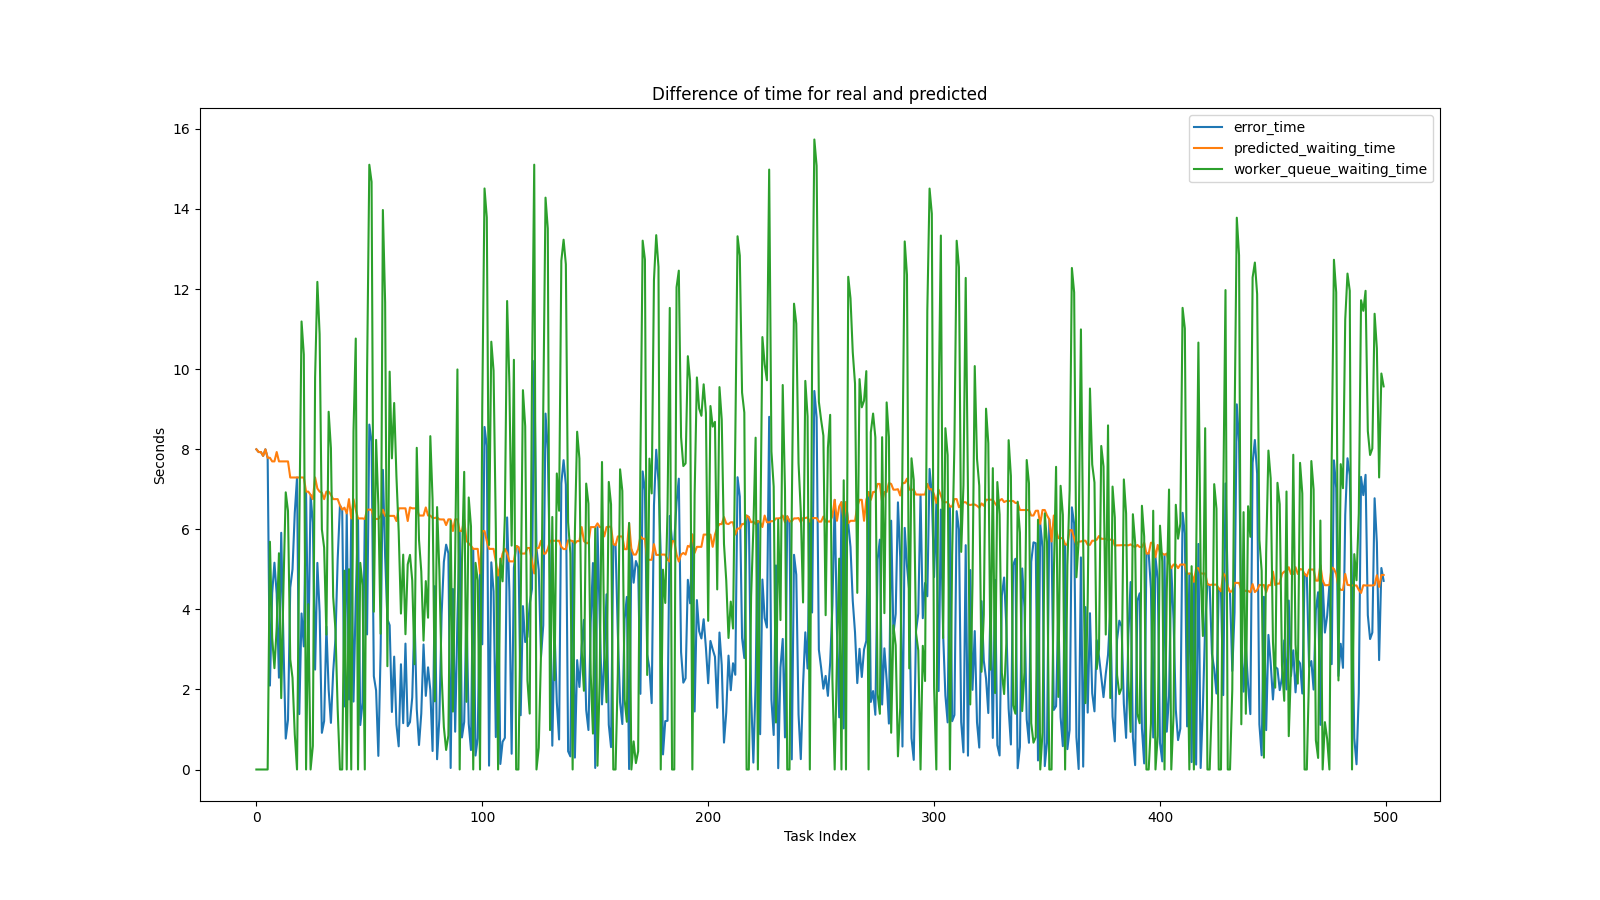 Difference of time for real and predicted
error_time
predicted_waiting_time
worker_queue_waiting_time
Seconds
16
14
12
10
8
6
4
2
0
0 100 200 300 400 500
Task Index